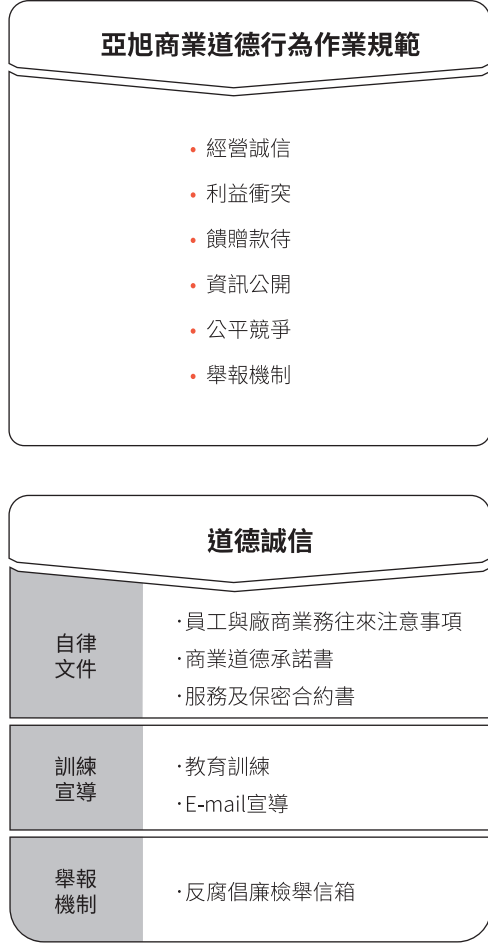 亞旭商業道德行為作業規範
• 經營誠信
• 利益衝突
• 饋贈款待
• 資訊公開
• 公平競爭
• 舉報機制
道德誠信
自律
文件
·員工與廠商業務往來注意事項
·商業道德承諾書
·服務及保密合約書
訓練
宣導
·教育訓練
·E-mail宣導
舉報
機制
·反腐倡廉檢舉信箱